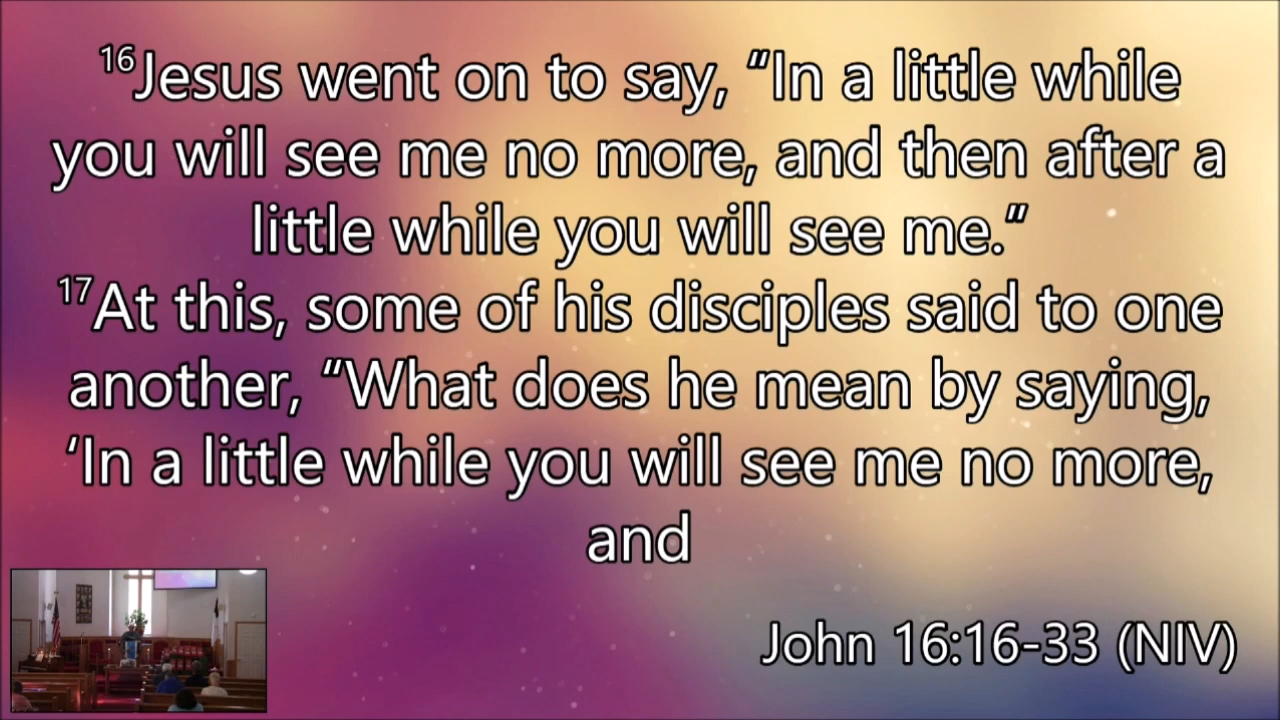 16Jesus went on to say, “In a little while
you will see me no more, and then after a
little while you will see me.”
17At this, some of his disciples said to one
another, “What does he mean by saying,
‘In a little while you will see me no more,
and
John 16:16-33 (NIV)